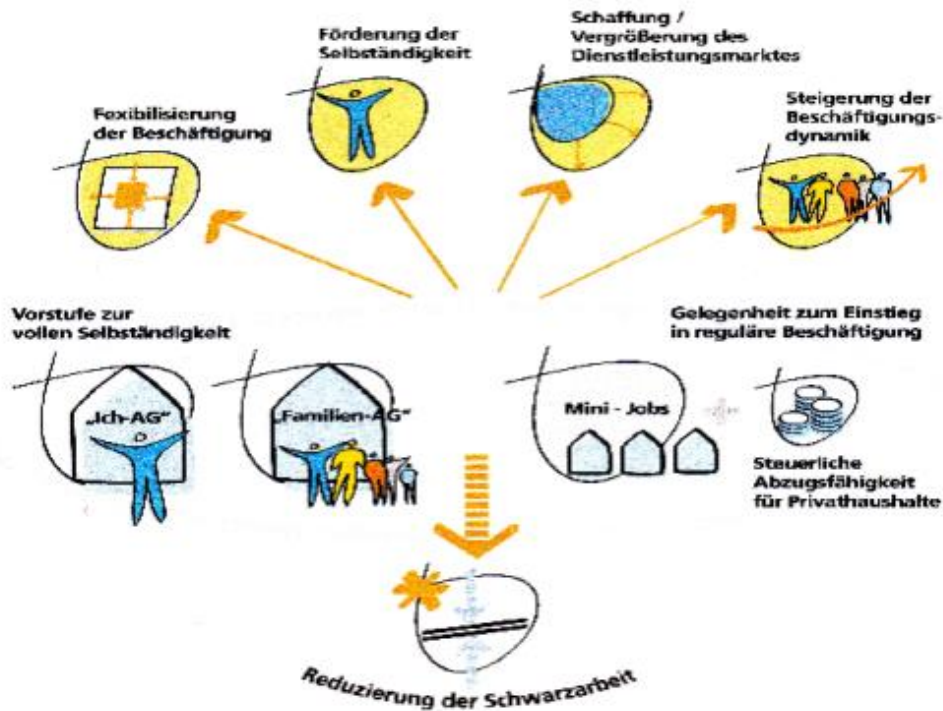 Förderung der
Selbständigkeit
Schaffung /
Vergrößerung des
Dienstleistungsmarktes
Fexibilisierung
der Beschäftigung
Steigerung der
Beschäftigungs-
dynamik
Vorstufe zur
vollen Selbständigkeit
Gelegenheit zum Einstieg
in reguläre Beschäftigung
„Ich-AG“
„Familien-AG“
Mini - Jobs
Steuerliche
Abzugsfähigkeit
für Privathaushalte
Reduzierung der Schwarzarbeit